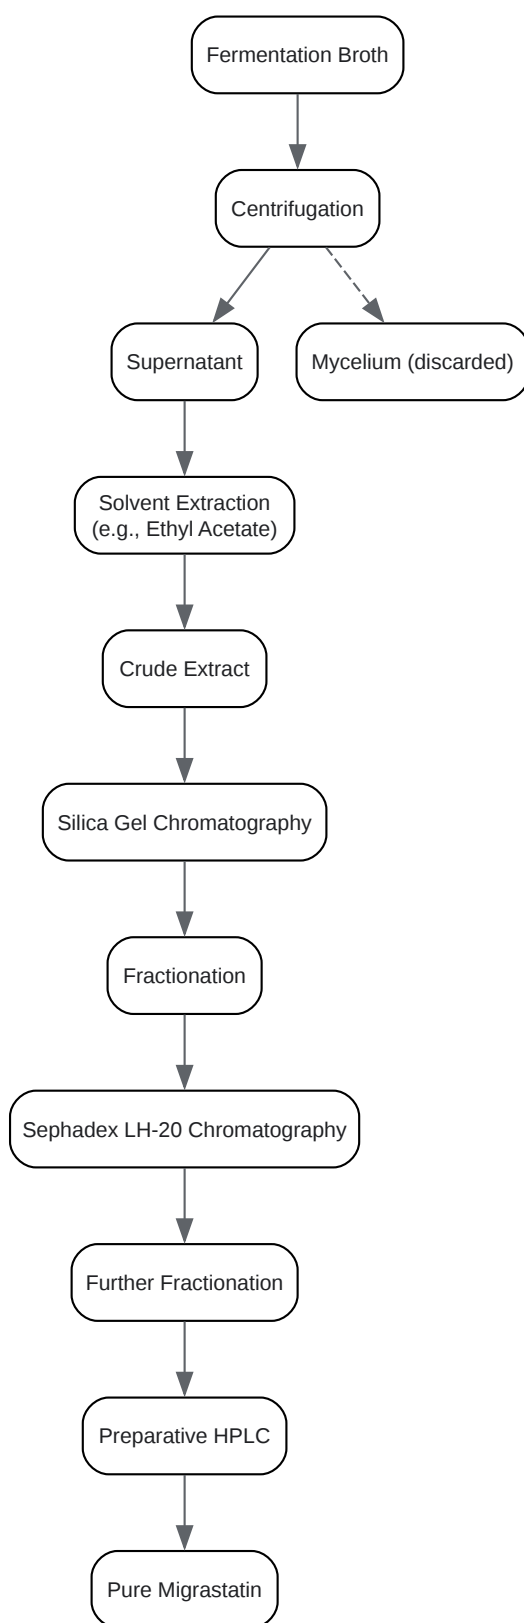 Fermentation Broth
Centrifugation
Supernatant
Mycelium (discarded)
Solvent Extraction
(e.g., Ethyl Acetate)
Crude Extract
Silica Gel Chromatography
Fractionation
Sephadex LH-20 Chromatography
Further Fractionation
Preparative HPLC
Pure Migrastatin